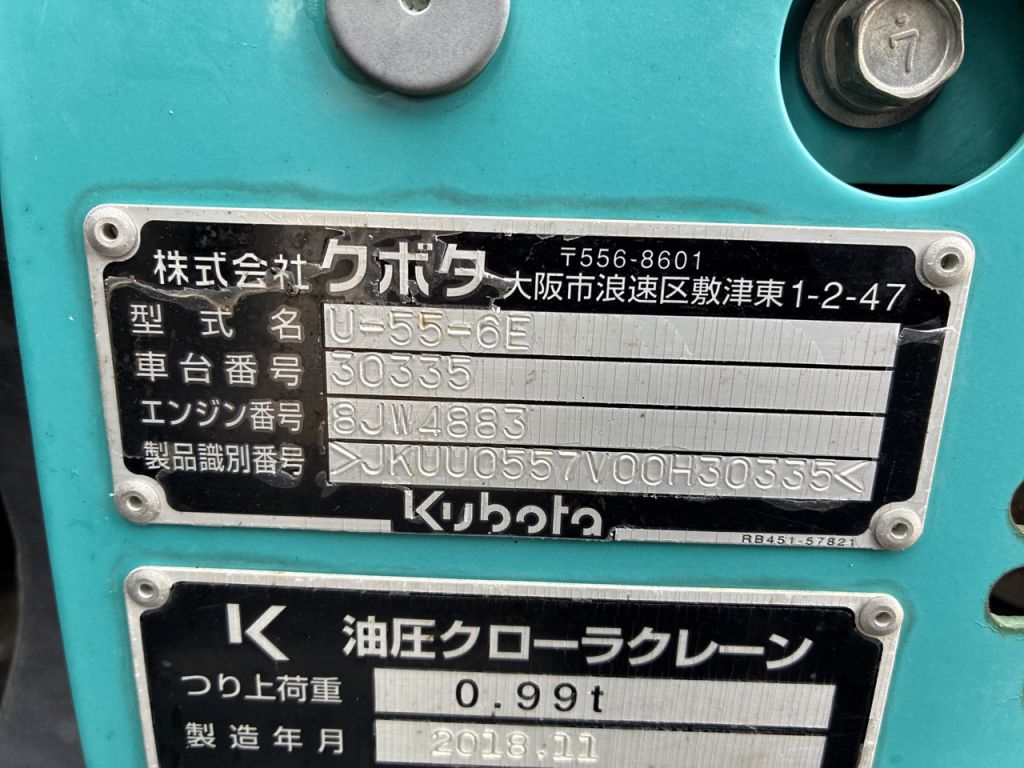 7
株式会社クボタ 〒556-8601
大阪市浪速区敷津東1-2-47
型式名 U-55-6E
車台番号 30335
エンジン番号 8JW4883
製品識別番号 >JKUU0557V00H30335<
Kubota
RB451-57821
K 油圧クローラクレーン
つり上荷重 0.99t
製造年月 2018.11